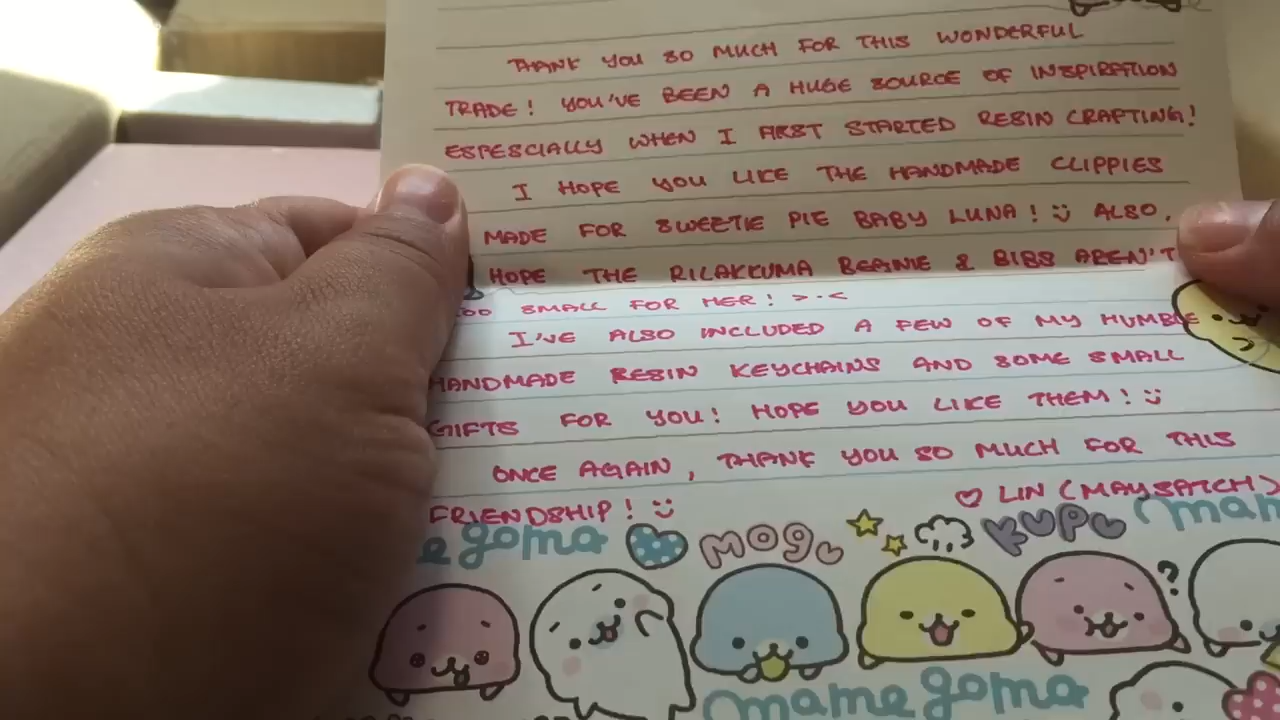 THANK YOU SO MUCH FOR THIS WONDERFUL
TRADE! YOU'VE BEEN A HUGE SOURCE OF INSPIRATION
ESPESCIALLY WHEN I FIRST STARTED RESIN CRAFTING!
I HOPE YOU LIKE THE HANDMADE CLIPPIES
MADE FOR SWEETIE PIE BABY LUNA! :) ALSO,
HOPE THE RILAKKUMA BEANIE & BIBS AREN'T
TOO SMALL FOR HER! >.<
I'VE ALSO INCLUDED A FEW OF MY HUMBLE
HANDMADE RESIN KEYCHAINS AND SOME SMALL
GIFTS FOR YOU! HOPE YOU LIKE THEM! :)
ONCE AGAIN, THANK YOU SO MUCH FOR THIS
FRIENDSHIP! :)
♡ LIN (MAYSATCH)
e goma MOG KUPU mam
mame goma